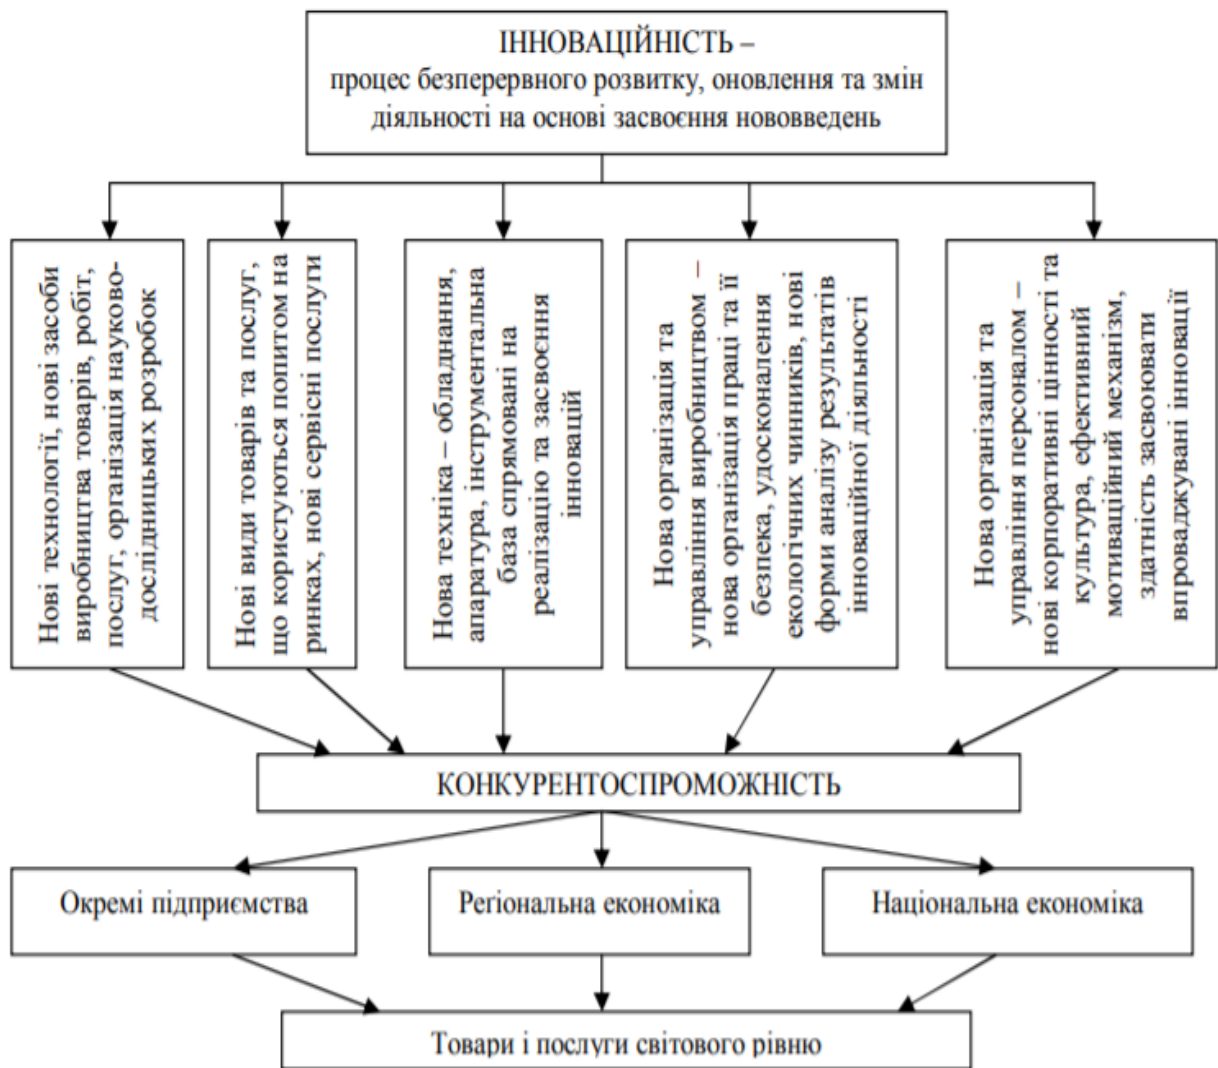 ІННОВАЦІЙНІСТЬ –
процес безперервного розвитку, оновлення та змін
діяльності на основі засвоєння нововведень
Нові технології, нові засоби
виробництва товарів, робіт,
послуг, організація науково-
дослідницьких розробок
Нові види товарів та послуг,
що користуються попитом на
ринках, нові сервісні послуги
Нова техніка – обладнання,
апаратура, інструментальна
база спрямовані на
реалізацію та засвоєння
інновацій
Нова організація та
управління виробництвом –
нова організація праці та її
безпека, удосконалення
екологічних чинників, нові
форми аналізу результатів
інноваційної діяльності
Нова організація та
управління персоналом –
нові корпоративні цінності та
культура, ефективний
мотиваційний механізм,
здатність засвоювати
впроваджувані інновації
КОНКУРЕНТОСПРОМОЖНІСТЬ
Окремі підприємства
Реґіональна економіка
Національна економіка
Товари і послуги світового рівню